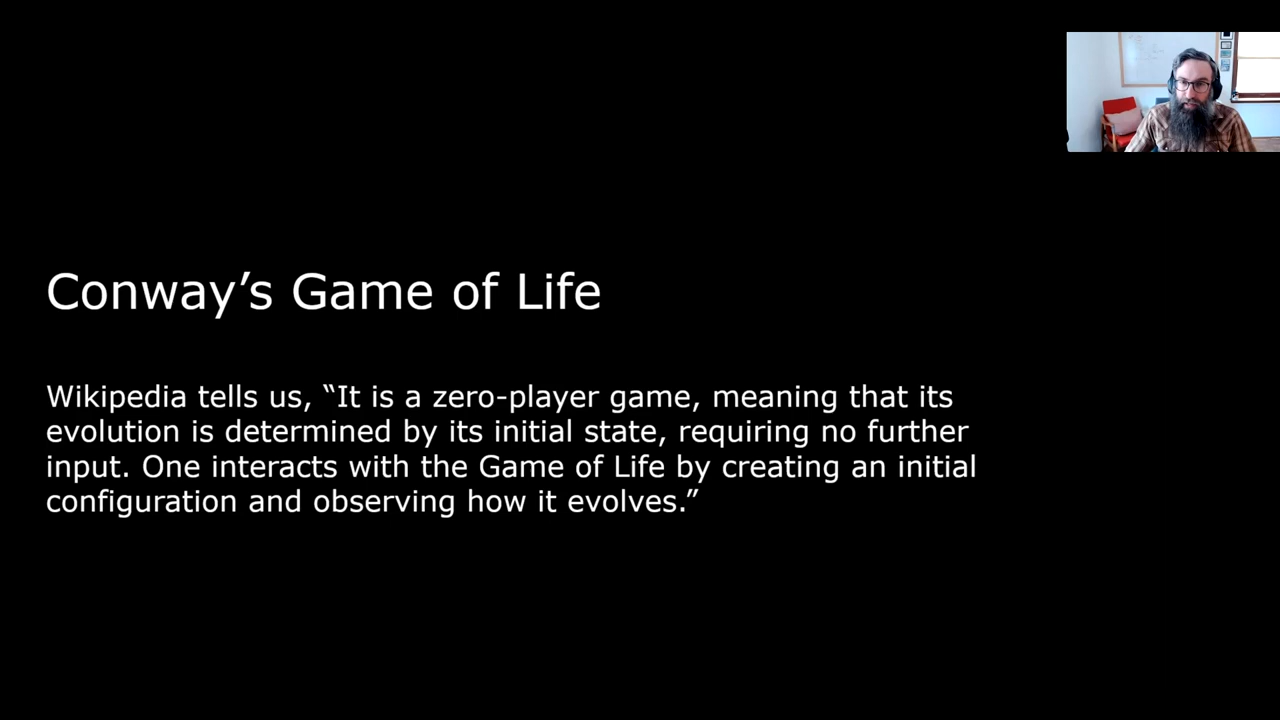 Conway’s Game of Life
Wikipedia tells us, “It is a zero-player game, meaning that its
evolution is determined by its initial state, requiring no further
input. One interacts with the Game of Life by creating an initial
configuration and observing how it evolves.”